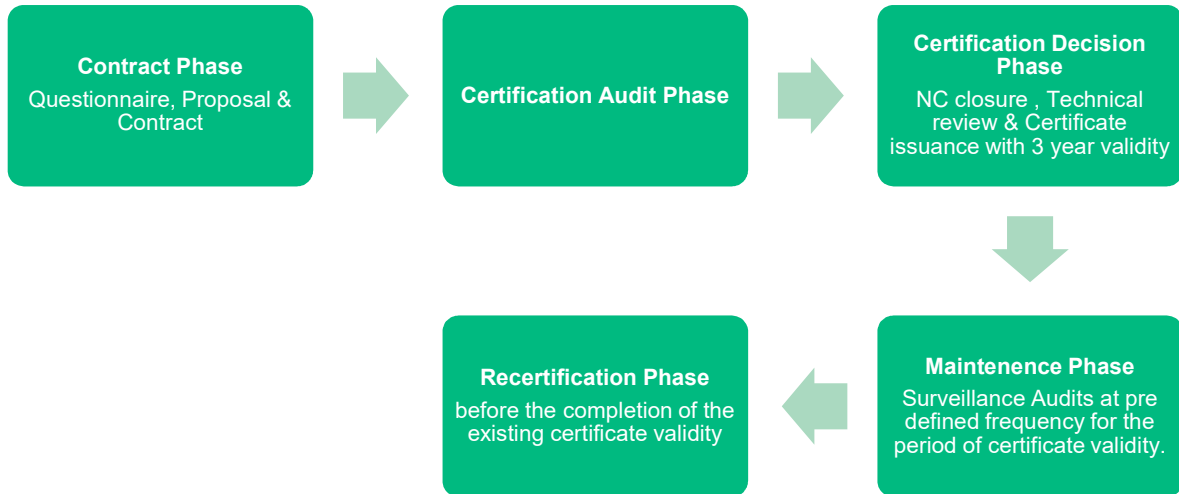 Contract Phase
Questionnaire, Proposal &
Contract
Certification Audit Phase
Certification Decision
Phase
NC closure , Technical
review & Certificate
issuance with 3 year validity
Maintenence Phase
Surveillance Audits at pre
defined frequency for the
period of certificate validity.
Recertification Phase
before the completion of the
existing certificate validity